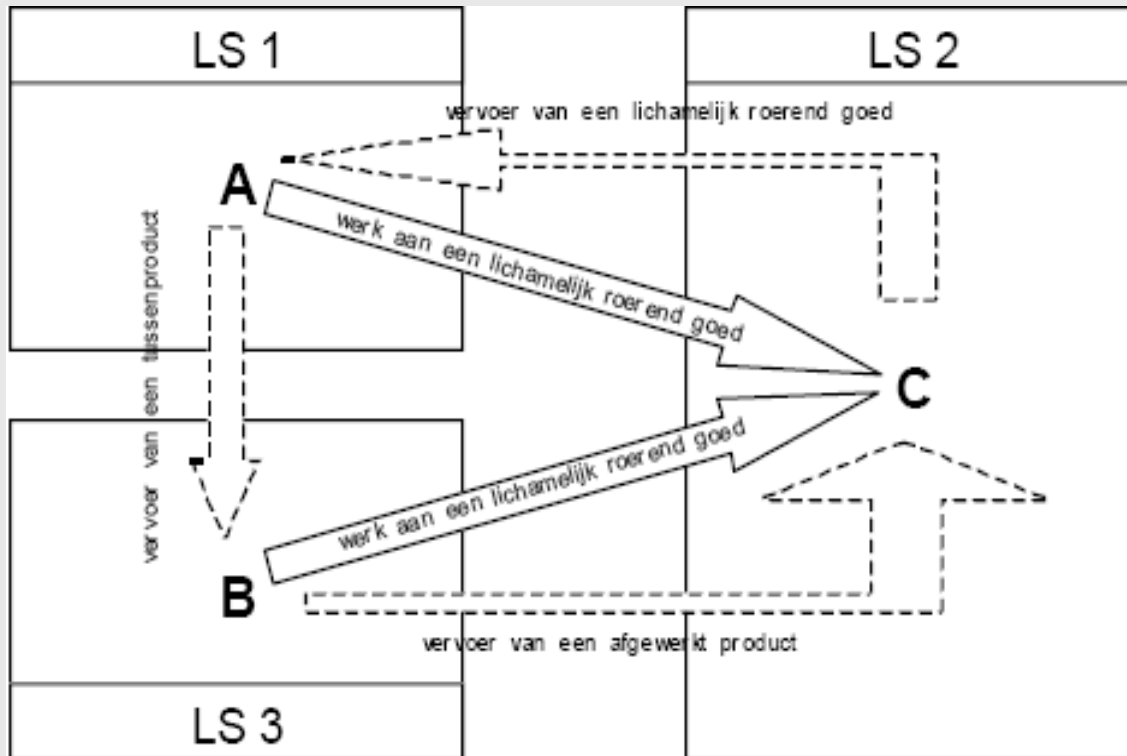 LS 1
LS 2
vervoer van een lichamelijk roerend goed
A
werk aan een lichamelijk roerend goed
vervoer van een tussenproduct
C
werk aan een lichamelijk roerend goed
B
vervoer van een afgewerkt product
LS 3